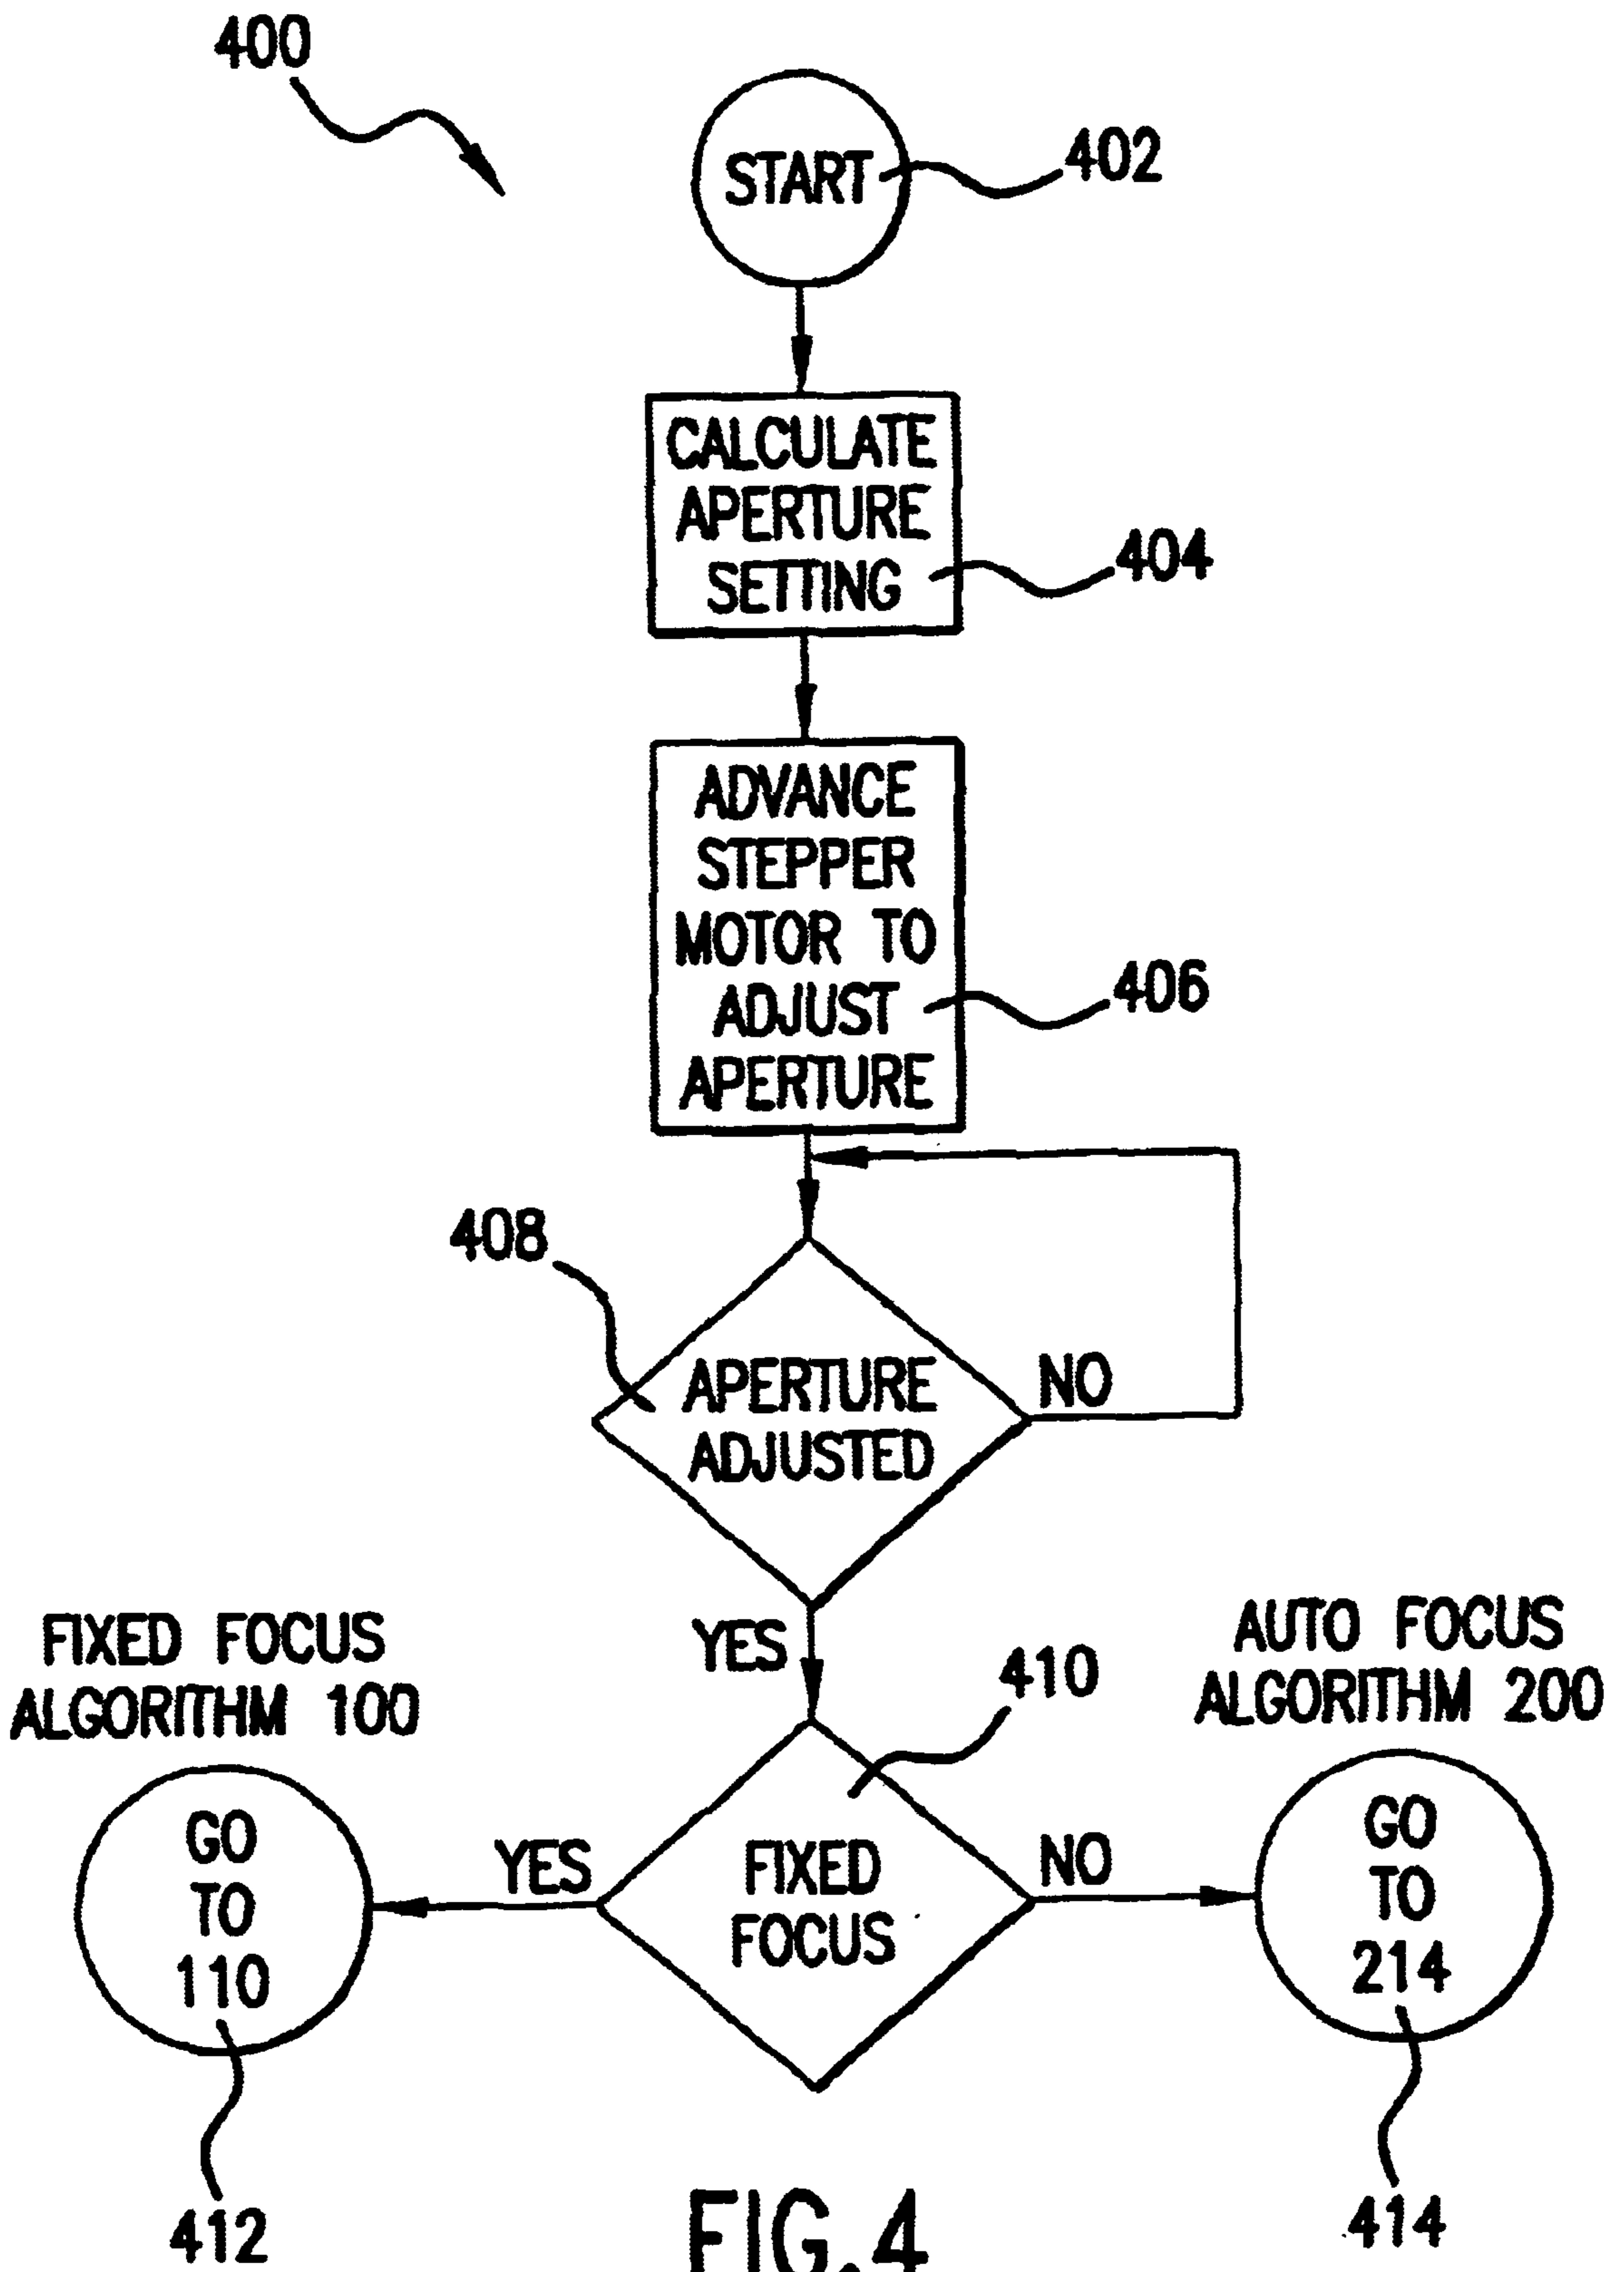 400
START
402
CALCULATE
APERTURE
SETTING
404
ADVANCE
STEPPER
MOTOR TO
ADJUST
APERTURE
406
408
APERTURE
ADJUSTED
NO
YES
FIXED FOCUS
ALGORITHM 100
410
AUTO FOCUS
ALGORITHM 200
GO
TO
110
YES
FIXED
FOCUS
NO
GO
TO
214
412
414
FIG.4